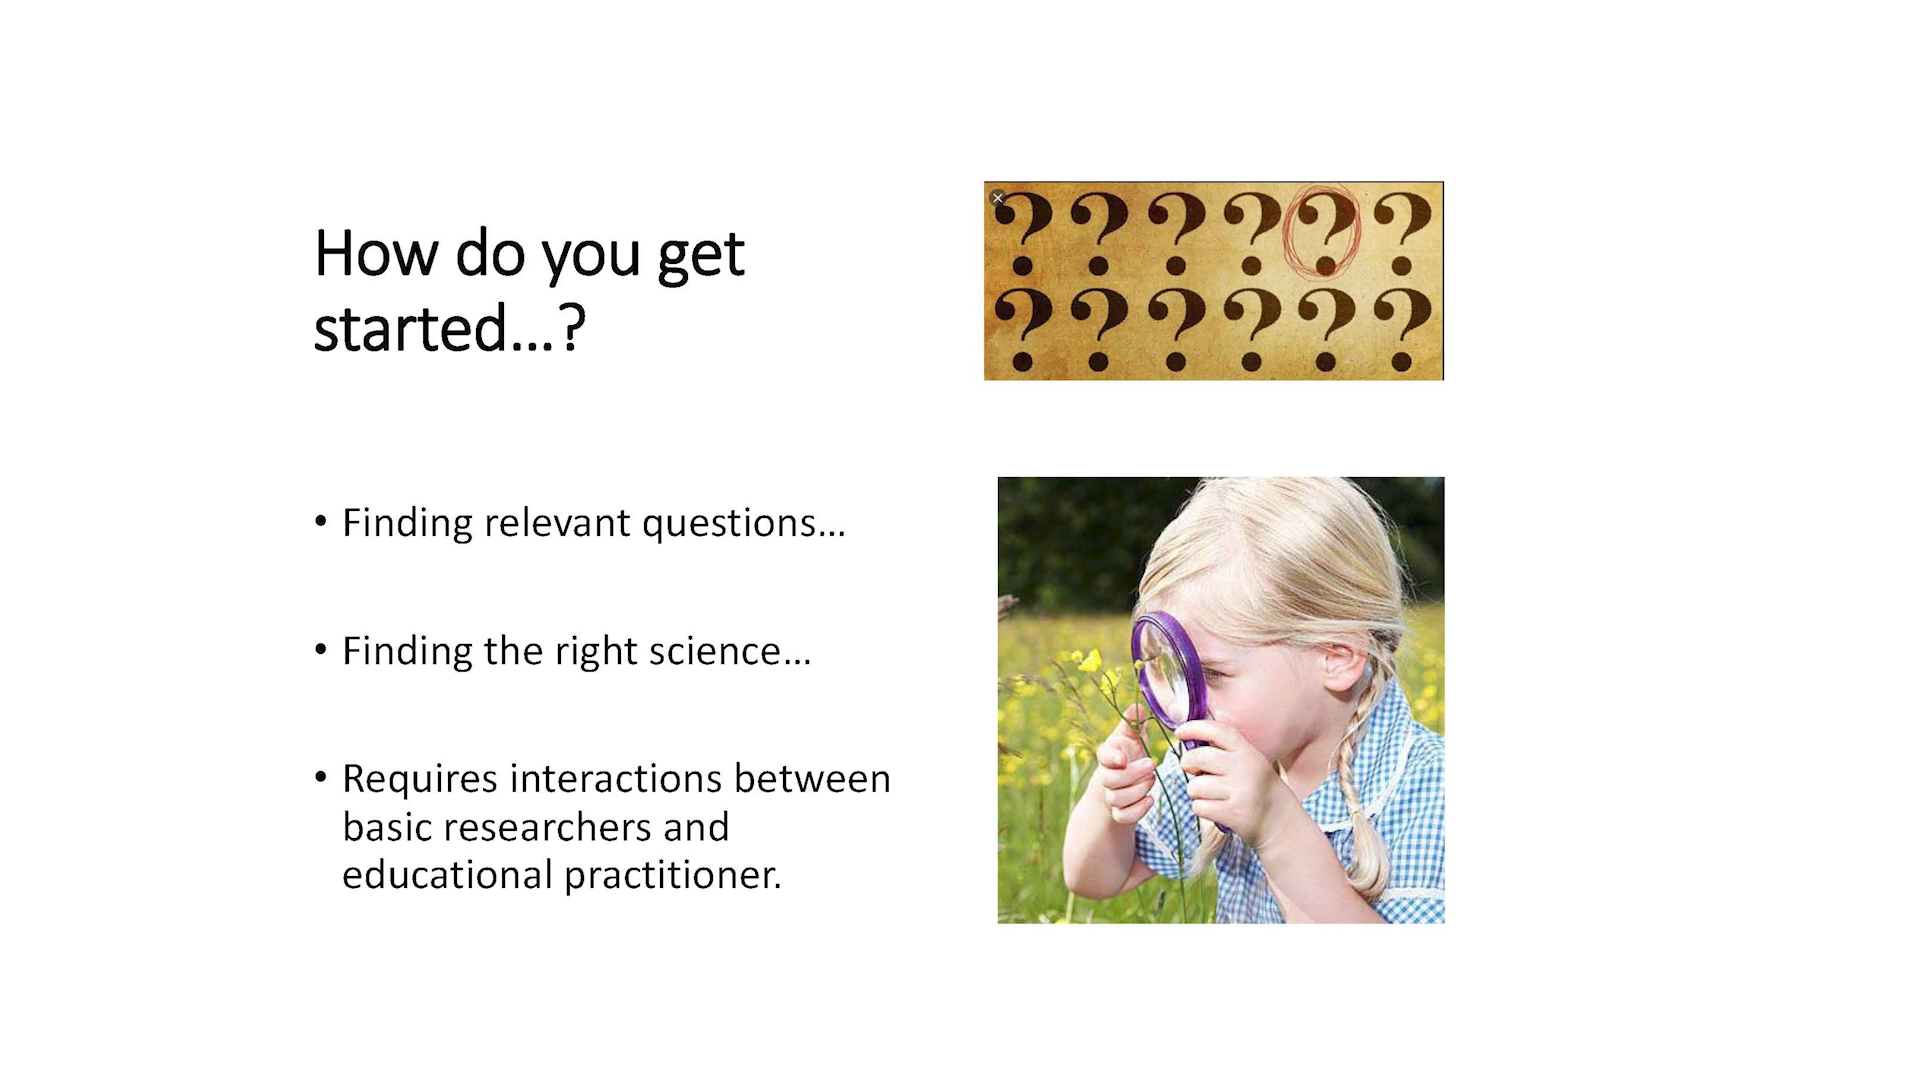 How do you get
started...?
? ? ? ? ? ?
? ? ? ? ? ?
• Finding relevant questions...
• Finding the right science...
• Requires interactions between
basic researchers and
educational practitioner.